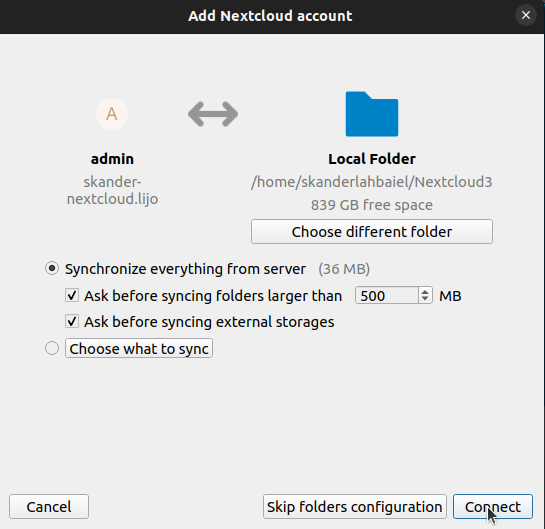 Add Nextcloud account
A
admin
skander-
nextcloud.lijo
Local Folder
/home/skanderlahbaiel/Nextcloud3
839 GB free space
Choose different folder
Synchronize everything from server (36 MB)
Ask before syncing folders larger than 500 MB
Ask before syncing external storages
Choose what to sync
Cancel
Skip folders configuration
Connect